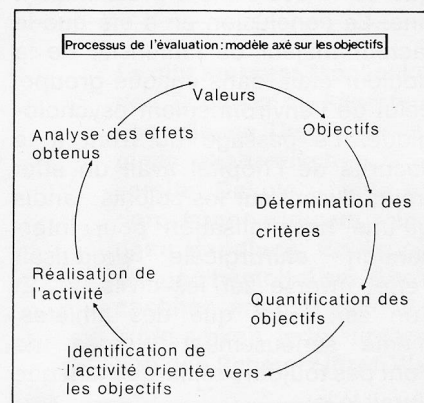 Processus de l'évaluation: modèle axé sur les objectifs
Valeurs
Objectifs
Détermination des
critères
Quantification des
objectifs
Identification de
l'activité orientée vers
les objectifs
Réalisation de
l'activité
Analyse des effets
obtenus